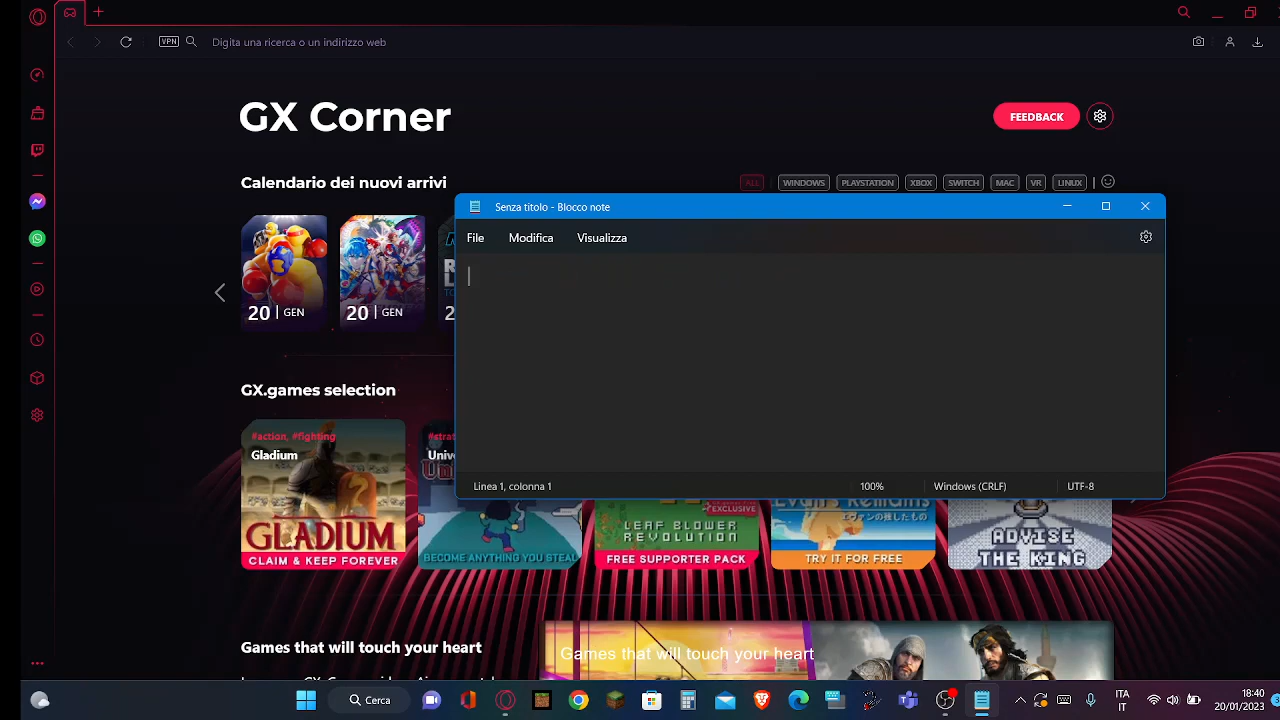 VPN
Digita una ricerca o un indirizzo web
GX Corner
FEEDBACK
Calendario dei nuovi arrivi
ALL WINDOWS PLAYSTATION XBOX SWITCH MAC VR LINUX
Senza titolo - Blocco note
File Modifica Visualizza
20 GEN
20 GEN
Linea 1, colonna 1
100%
Windows (CRLF)
UTF-8
GX.games selection
#action, #fighting
Gladium
GLADIUM
CLAIM & KEEP FOREVER
BECOME ANYTHING YOU STEAL
EXCLUSIVE
LEAF BLOWER
REVOLUTION
FREE SUPPORTER PACK
TRY IT FOR FREE
ADVISE
THE KING
Games that will touch your heart
Games that will touch your heart
Cerca
ITA
IT
18:40
20/01/2023